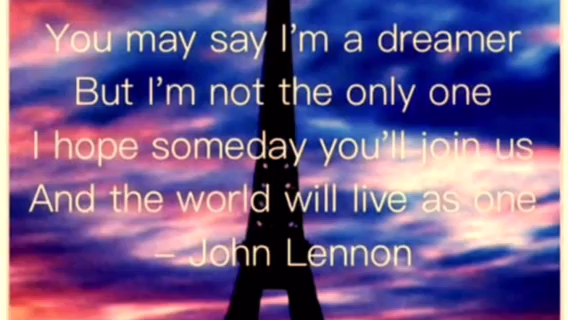 You may say I'm a dreamer
But I'm not the only one
I hope someday you'll join us
And the world will live as one
– John Lennon